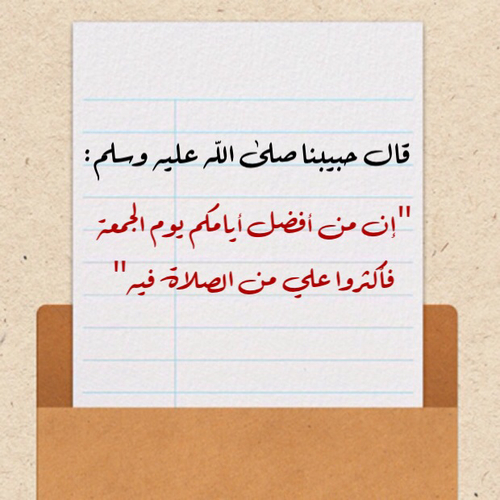 قال حبيبنا صلى الله عليه وسلم:
"إن من أفضل أيامكم يوم الجمعة
فأكثروا علي من الصلاة فيه"